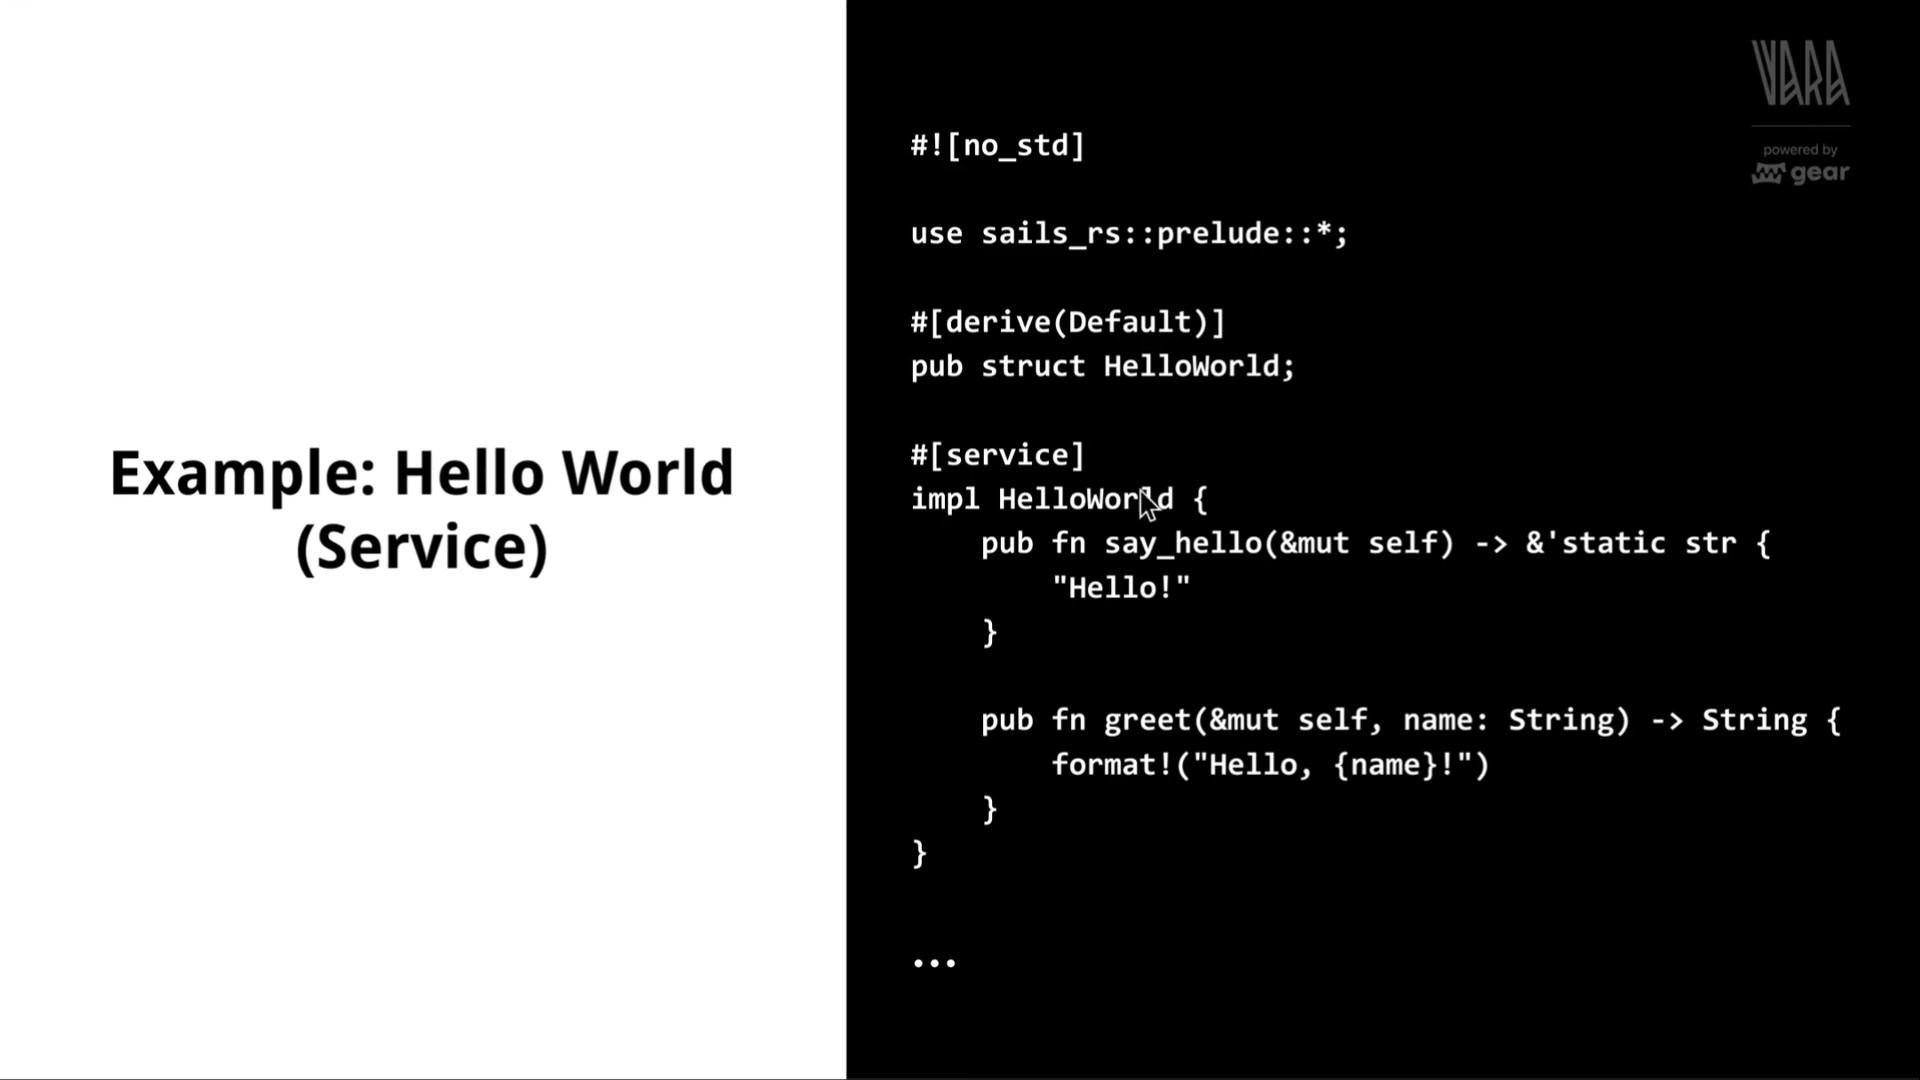 Example: Hello World
(Service)
VARA
powered by
gear
#![no_std]
use sails_rs::prelude::*;
#[derive(Default)]
pub struct HelloWorld;
#[service]
impl HelloWorld {
    pub fn say_hello(&mut self) -> &'static str {
        "Hello!"
    }
    pub fn greet(&mut self, name: String) -> String {
        format!("Hello, {name}!")
    }
}
...